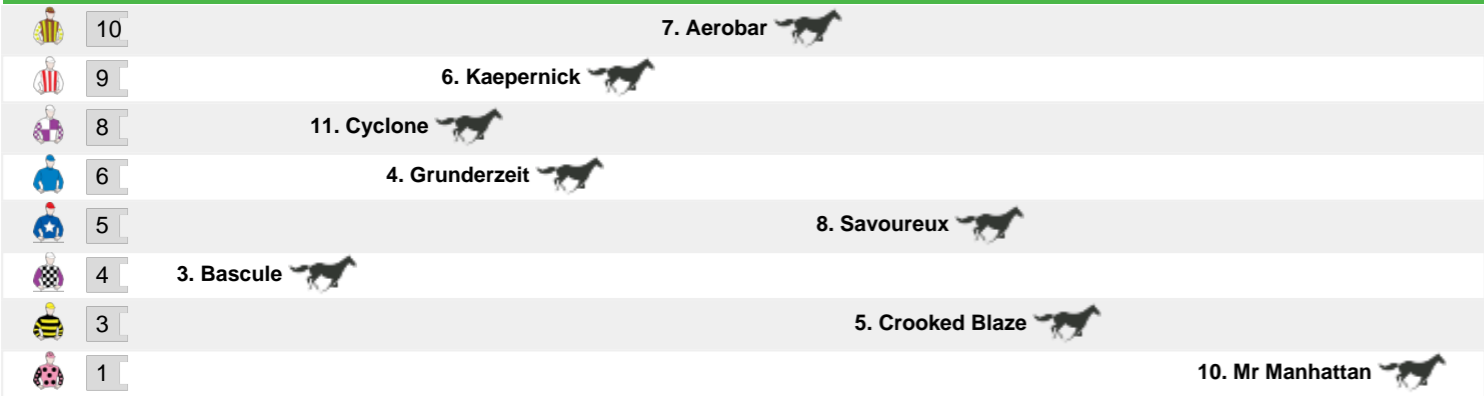 10 7. Aerobar
9 6. Kaepernick
8 11. Cyclone
6 4. Grunderzeit
5 8. Savoureux
4 3. Bascule
3 5. Crooked Blaze
1 10. Mr Manhattan